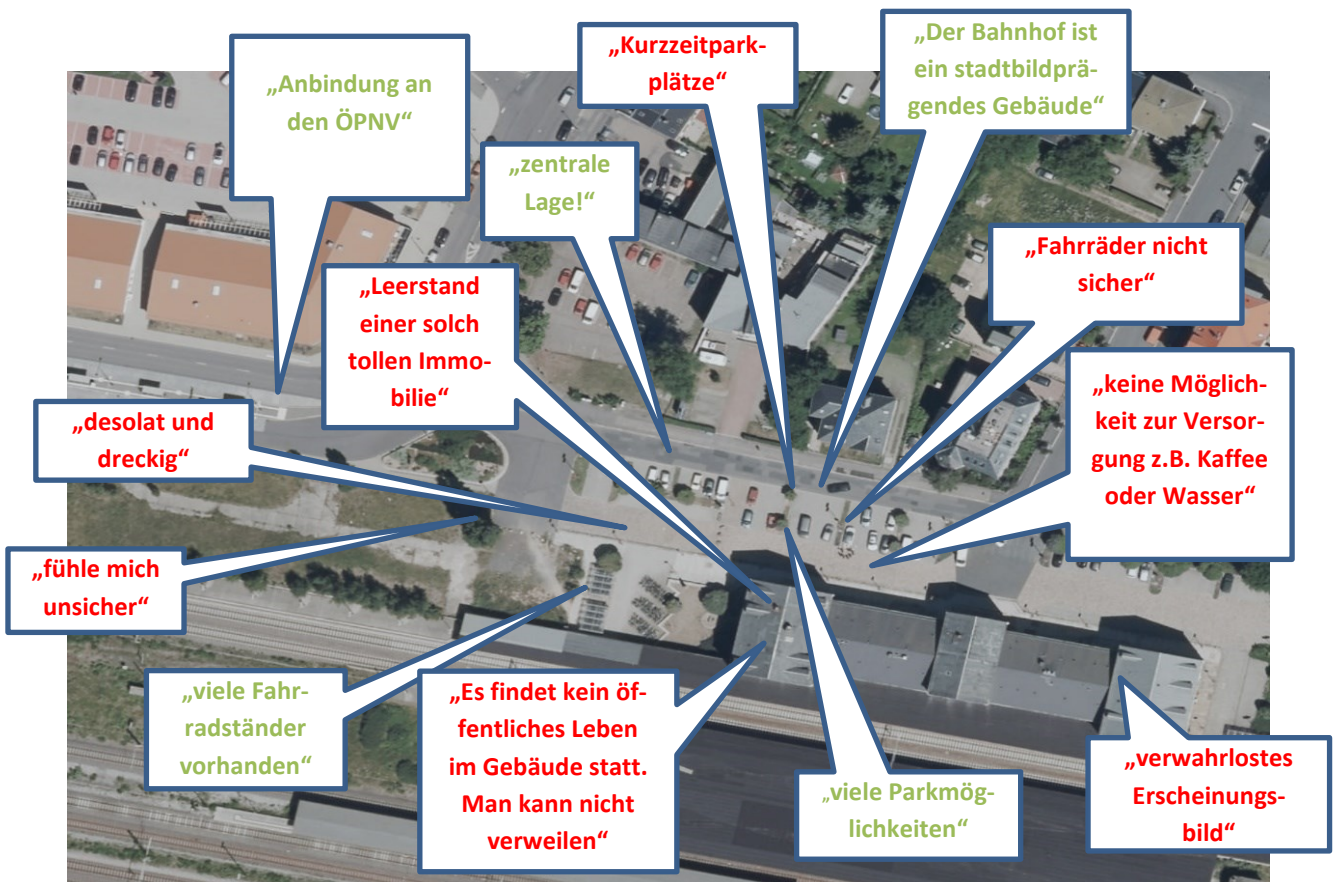 „Kurzzeitpark-
plätze“
„Der Bahnhof ist
ein stadtbildprä-
gendes Gebäude“
„Anbindung an
den ÖPNV“
„zentrale
Lage!“
„Fahrräder nicht
sicher“
„Leerstand
einer solch
tollen Immo-
bilie“
„keine Möglich-
keit zur Versor-
gung z.B. Kaffee
oder Wasser“
„desolat und
dreckig“
„fühle mich
unsicher“
„viele Fahr-
radständer
vorhanden“
„Es findet kein öf-
fentliches Leben
im Gebäude statt.
Man kann nicht
verweilen“
„viele Parkmög-
lichkeiten“
„verwahrlostes
Erscheinungs-
bild“